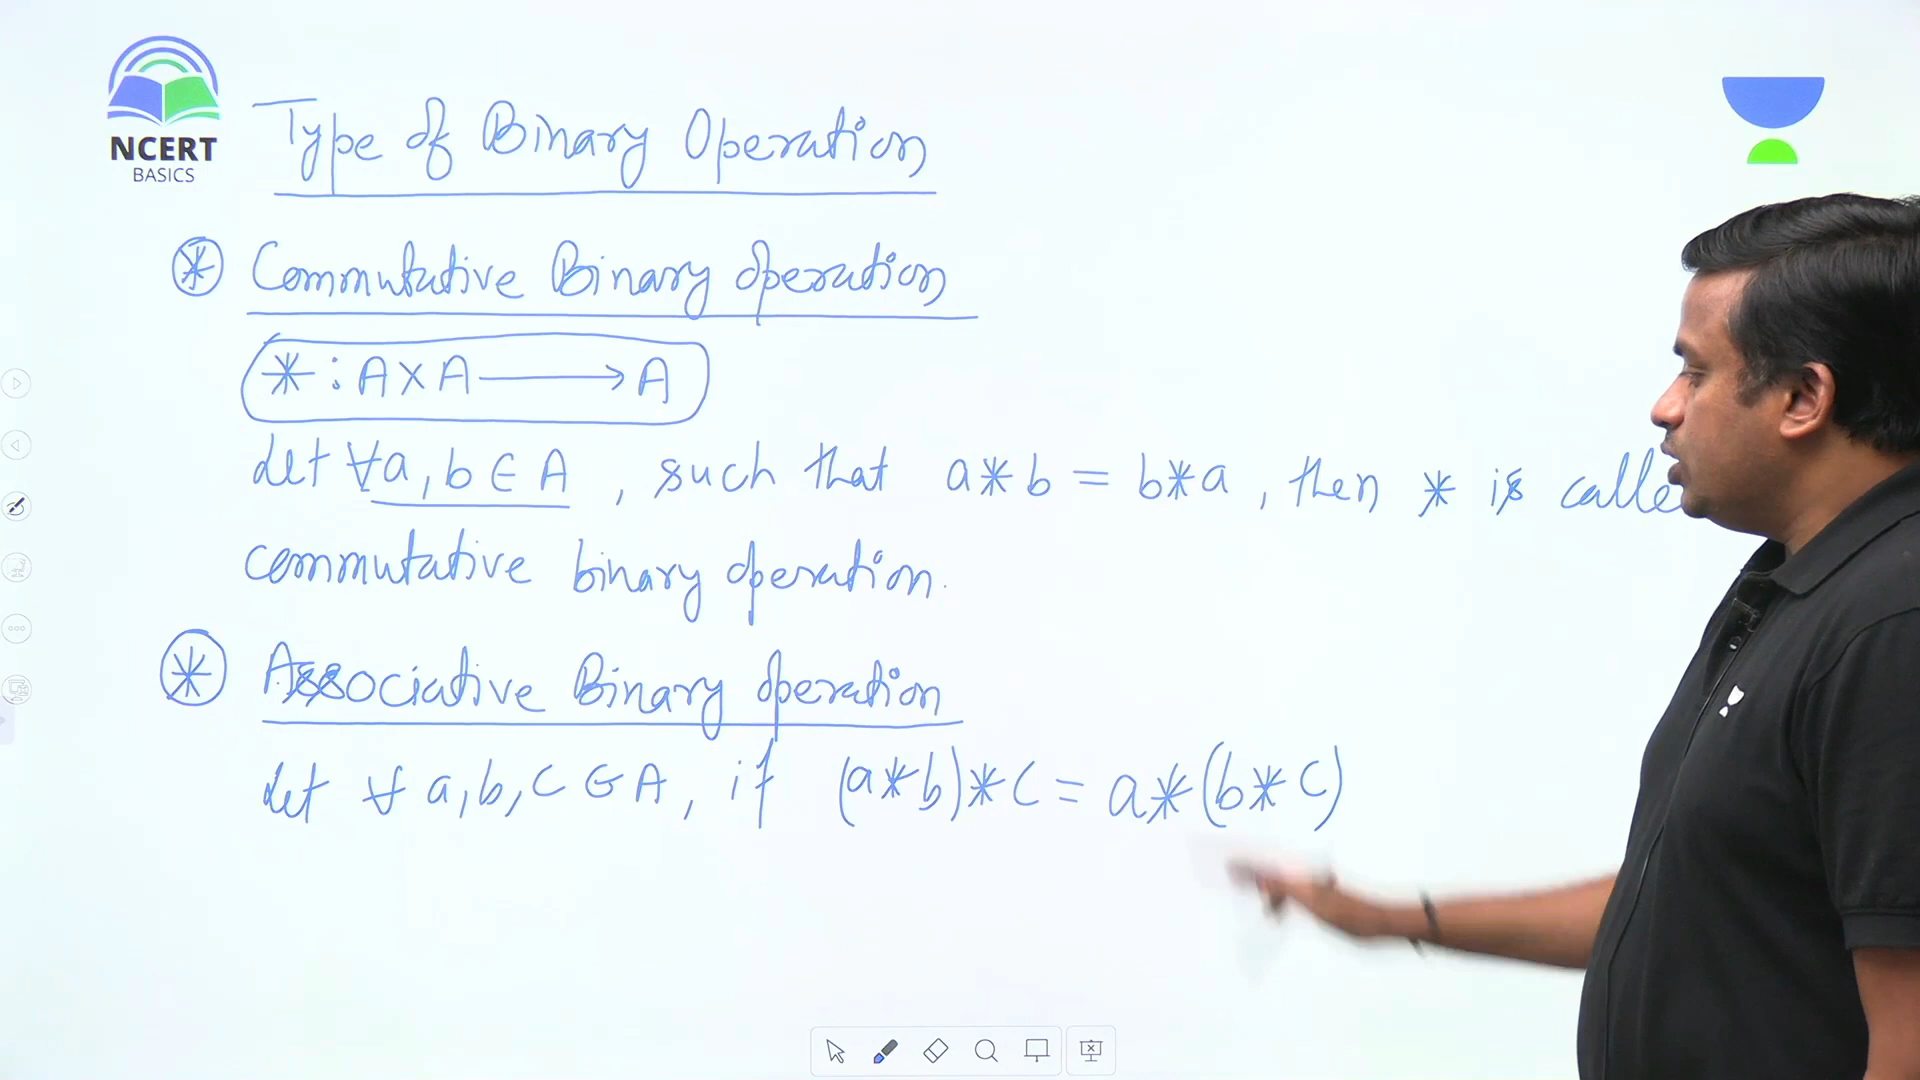 NCERT
BASICS
Type of Binary Operation
* Commutative Binary operation
* : A X A → A
Let ∀ a, b ∈ A , such that a * b = b * a , then * is calle
commutative binary operation.
* Associative Binary operation
Let ∀ a, b, c ∈ A , if (a * b) * c = a * (b * c)